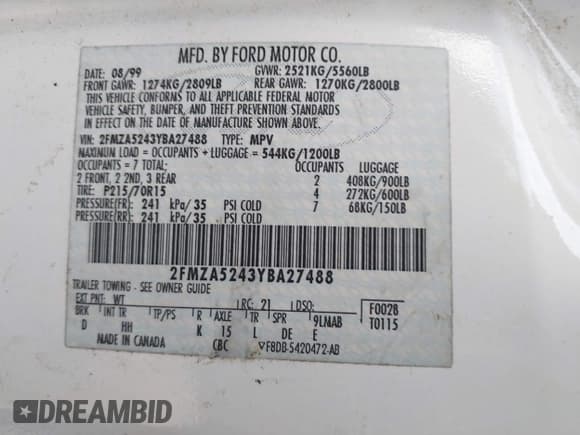 MFD. BY FORD MOTOR CO.
DATE: 08/99 GVWR: 2521KG/5560LB
FRONT GAWR: 1274KG/2809LB REAR GAWR: 1270KG/2800LB
THIS VEHICLE CONFORMS TO ALL APPLICABLE FEDERAL MOTOR
VEHICLE SAFETY, BUMPER, AND THEFT PREVENTION STANDARDS
IN EFFECT ON THE DATE OF MANUFACTURE SHOWN ABOVE.
VIN: 2FMZA5243YBA27488 TYPE: MPV
MAXIMUM LOAD = OCCUPANTS + LUGGAGE = 544KG/1200LB
OCCUPANTS = 7 TOTAL; OCCUPANTS LUGGAGE
2 FRONT, 2 2ND, 3 REAR 2 408KG/900LB
TIRE: P215/70R15 4 272KG/600LB
PRESSURE(FR): 241 kPa/35 PSI COLD 7 68KG/150LB
PRESSURE(RR): 241 kPa/35 PSI COLD
2FMZA5243YBA27488
TRAILER TOWING - SEE OWNER GUIDE
EXT PNT: WT RC: 21 DSO: F0028
BRK INT TR TP/PS R AXLE TR SPR 9LMAB T0115
D HH K 15 L DE E
MADE IN CANADA CBC F8DB-5420472-AB
DREAMBID